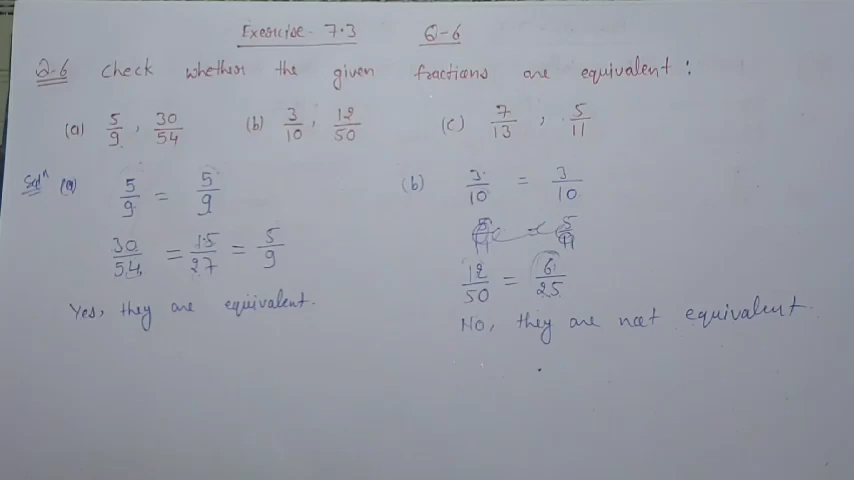 Exercise - 7.3 Q-6
Q-6 Check whether the given fractions are equivalent :
(a) 5/9 , 30/54 (b) 3/10 , 12/50 (c) 7/13 , 5/11
Solⁿ (a) 5/9 = 5/9
30/54 = 15/27 = 5/9
Yes, they are equivalent.
(b) 3/10 = 3/10
12/50 = 6/25
No, they are not equivalent.